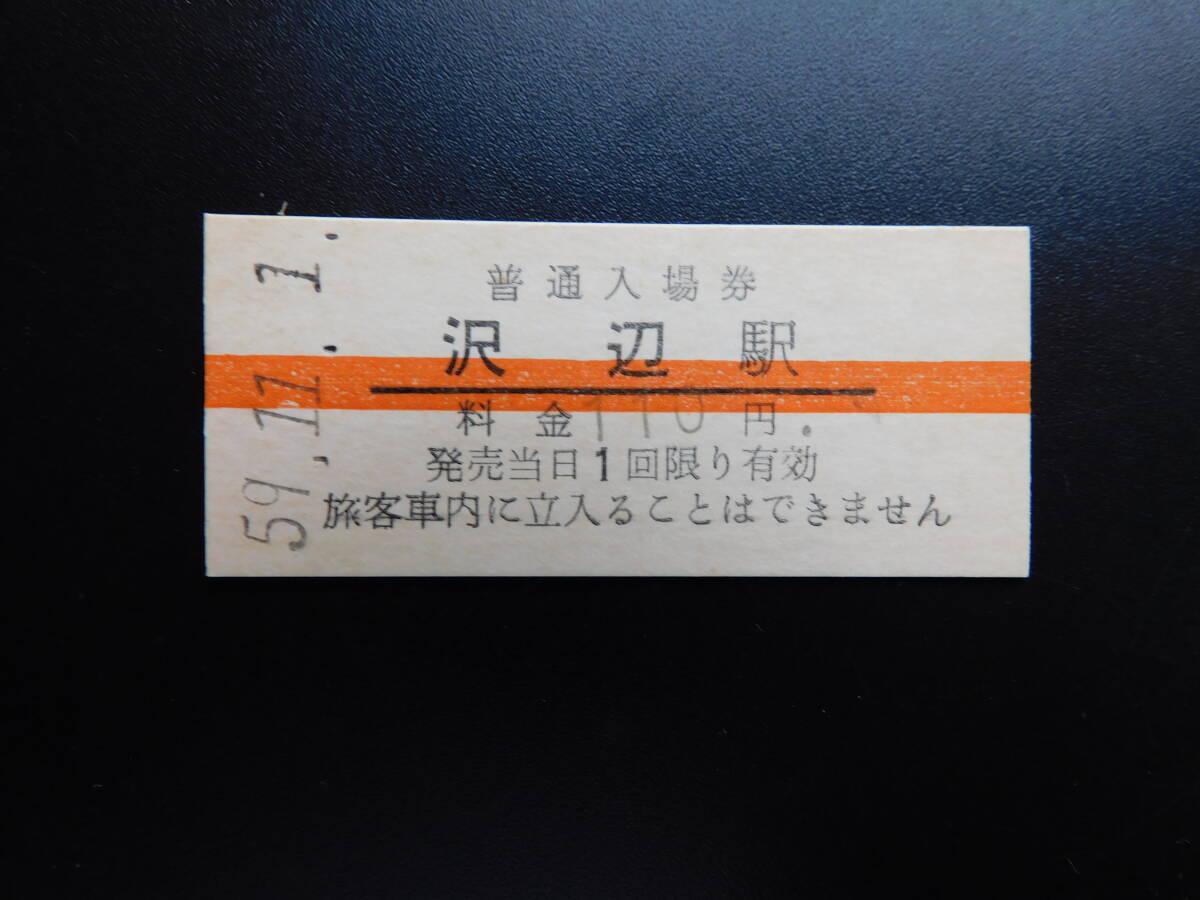 普通入場券
沢辺駅
料金110円.
発売当日1回限り有効
旅客車内に立入ることはできません
59.11.1.